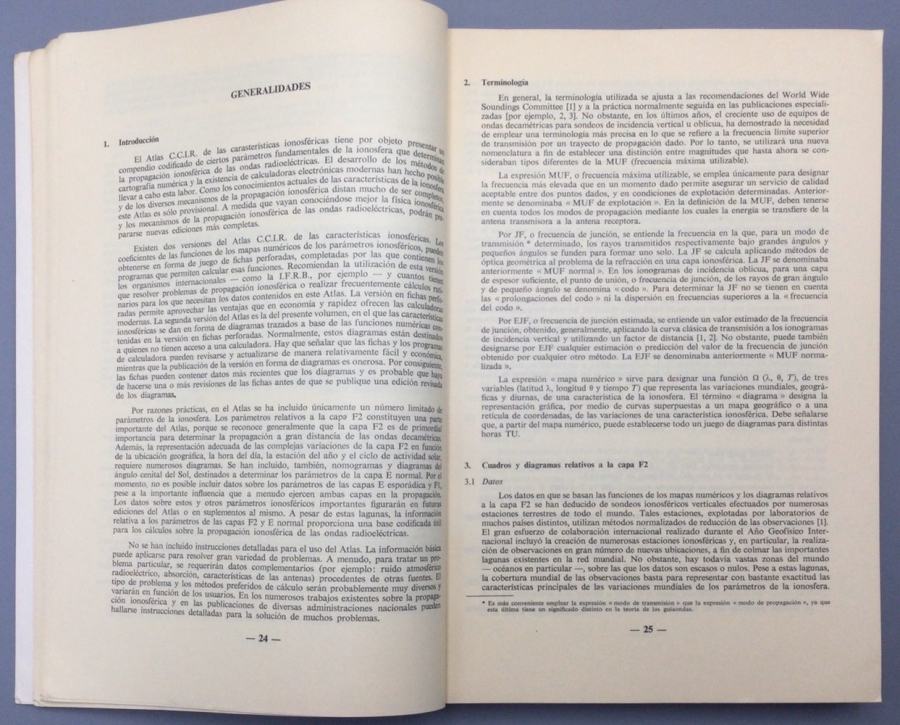 GENERALIDADES
1. Introducción
El Atlas C.C.I.R. de las carasterísticas ionosféricas tiene por objeto presentar un
compendio codificado de ciertos parámetros fundamentales de la ionosfera que determinan
la propagación ionosférica de las ondas radioeléctricas. El desarrollo de los métodos de
cartografía numérica y la existencia de calculadoras electrónicas modernas han hecho posible
llevar a cabo esta labor. Como los conocimientos actuales de las características de la ionosfera
y de los diversos mecanismos de la propagación ionosférica distan mucho de ser completos,
este Atlas es sólo provisional. A medida que vayan conociéndose mejor la física ionosférica
y los mecanismos de la propagación ionosférica de las ondas radioeléctricas, podrán pre-
pararse nuevas ediciones más completas.
Existen dos versiones del Atlas C.C.I.R. de las características ionosféricas. Los
coeficientes de las funciones de los mapas numéricos de los parámetros ionosféricos, pueden
obtenerse en forma de juego de fichas perforadas, completadas por las que contienen los
programas que permiten calcular esas funciones. Recomiendan la utilización de esta versión
los organismos internacionales — como la I.F.R.B., por ejemplo — y cuantos tienen
que resolver problemas de propagación ionosférica o realizar frecuentemente cálculos ruti-
narios para los que necesitan los datos contenidos en este Atlas. La versión en fichas perfo-
radas permite aprovechar las ventajas que en economía y rapidez ofrecen las calculadoras
modernas. La segunda versión del Atlas es la del presente volumen, en el que las características
ionosféricas se dan en forma de diagramas trazados a base de las funciones numéricas con-
tenidas en la versión en fichas perforadas. Normalmente, estos diagramas están destinados
a quienes no tienen acceso a una calculadora. Hay que señalar que las fichas y los programas
de calculadora pueden revisarse y actualizarse de manera relativamente fácil y económica,
mientras que la publicación de la versión en forma de diagramas es onerosa. Por consiguiente,
las fichas pueden contener datos más recientes que los diagramas y es probable que haya
de hacerse una o más revisiones de las fichas antes de que se publique una edición revisada
de los diagramas.
Por razones prácticas, en el Atlas se ha incluido únicamente un número limitado de
parámetros de la ionosfera. Los parámetros relativos a la capa F2 constituyen una parte
importante del Atlas, porque se reconoce generalmente que la capa F2 es de primordial
importancia para determinar la propagación a gran distancia de las ondas decamétricas.
Además, la representación adecuada de las complejas variaciones de la capa F2 en función
de la ubicación geográfica, la hora del día, la estación del año y el ciclo de actividad solar,
requiere numerosos diagramas. Se han incluido, también, nomogramas y diagramas del
ángulo cenital del Sol, destinados a determinar los parámetros de la capa E normal. Por el
momento, no es posible incluir datos sobre los parámetros de las capas E esporádica y F1,
pese a la importante influencia que a menudo ejercen ambas capas en la propagación.
Los datos sobre estos y otros parámetros ionosféricos importantes figurarán en futuras
ediciones del Atlas o en suplementos al mismo. A pesar de estas lagunas, la información
relativa a los parámetros de las capas F2 y E normal proporciona una base codificada útil
para los cálculos sobre la propagación ionosférica de las ondas radioeléctricas.
No se han incluido instrucciones detalladas para el uso del Atlas. La información básica
puede aplicarse para resolver gran variedad de problemas. A menudo, para tratar un pro-
blema particular, se requerirán datos complementarios (por ejemplo: ruido atmosférico
radioeléctrico, absorción, características de las antenas) procedentes de otras fuentes. El
tipo de problema y los métodos preferidos de cálculo serán probablemente muy diversos y
variarán en función de los usuarios. En los numerosos trabajos existentes sobre la propaga-
ción ionosférica y en las publicaciones de diversas administraciones nacionales pueden
hallarse instrucciones detalladas para la solución de muchos problemas.
— 24 —
2. Terminología
En general, la terminología utilizada se ajusta a las recomendaciones del World Wide
Soundings Committee [1] y a la práctica normalmente seguida en las publicaciones especiali-
zadas [por ejemplo, 2, 3]. No obstante, en los últimos años, el creciente uso de equipos de
ondas decamétricas para sondeos de incidencia vertical u oblicua, ha demostrado la necesidad
de emplear una terminología más precisa en lo que se refiere a la frecuencia límite superior
de transmisión por un trayecto de propagación dado. Por lo tanto, se utilizará una nueva
nomenclatura a fin de establecer una distinción entre magnitudes que hasta ahora se con-
sideraban tipos diferentes de la MUF (frecuencia máxima utilizable).
La expresión MUF, o frecuencia máxima utilizable, se emplea únicamente para designar
la frecuencia más elevada que en un momento dado permite asegurar un servicio de calidad
aceptable entre dos puntos dados, y en condiciones de explotación determinadas. Anterior-
mente se denominaba « MUF de explotación ». En la definición de la MUF, deben tenerse
en cuenta todos los modos de propagación mediante los cuales la energía se transfiere de la
antena transmisora a la antena receptora.
Por JF, o frecuencia de junción, se entiende la frecuencia en la que, para un modo de
transmisión * determinado, los rayos transmitidos respectivamente bajo grandes ángulos y
pequeños ángulos se funden para formar uno solo. La JF se calcula aplicando métodos de
óptica geométrica al problema de la refracción en una capa ionosférica. La JF se denominaba
anteriormente « MUF normal ». En los ionogramas de incidencia oblicua, para una capa
de espesor suficiente, el punto de unión, o frecuencia de junción, de los rayos de gran ángulo
y de pequeño ángulo se denomina « codo ». Para determinar la JF no se tienen en cuenta
las « prolongaciones del codo » ni la dispersión en frecuencias superiores a la « frecuencia
del codo ».
Por EJF, o frecuencia de junción estimada, se entiende un valor estimado de la frecuencia
de junción, obtenido, generalmente, aplicando la curva clásica de transmisión a los ionogramas
de incidencia vertical y utilizando un factor de distancia [1, 2]. No obstante, puede también
designarse por EJF cualquier estimación o predicción del valor de la frecuencia de junción
obtenido por cualquier otro método. La EJF se denominaba anteriormente « MUF norma-
lizada ».
La expresión « mapa numérico » sirve para designar una función Ω (λ, θ, T), de tres
variables (latitud λ, longitud θ y tiempo T) que representa las variaciones mundiales, geográ-
ficas y diurnas, de una característica de la ionosfera. El término « diagrama » designa la
representación gráfica, por medio de curvas superpuestas a un mapa geográfico o a una
retícula de coordenadas, de las variaciones de una característica ionosférica. Debe señalarse
que, a partir del mapa numérico, puede establecerse todo un juego de diagramas para distintas
horas TU.
3. Cuadros y diagramas relativos a la capa F2
3.1 Datos
Los datos en que se basan las funciones de los mapas numéricos y los diagramas relativos
a la capa F2 se han deducido de sondeos ionosféricos verticales efectuados por numerosas
estaciones terrestres de todo el mundo. Tales estaciones, explotadas por laboratorios de
muchos países distintos, utilizan métodos normalizados de reducción de las observaciones [1].
El gran esfuerzo de colaboración internacional realizado durante el Año Geofísico Inter-
nacional incluyó la creación de numerosas estaciones ionosféricas y, en particular, la realiza-
ción de observaciones en gran número de nuevas ubicaciones, a fin de colmar las importantes
lagunas existentes en la red mundial. No obstante, hay todavía vastas zonas del mundo
— océanos en particular —, sobre las que los datos son escasos o nulos. Pese a estas lagunas,
la cobertura mundial de las observaciones basta para representar con bastante exactitud las
características principales de las variaciones mundiales de los parámetros de la ionosfera.
* Es más conveniente emplear la expresión « modo de transmisión » que la expresión « modo de propagación », ya que
esta última tiene un significado distinto en la teoría de los guiaondas.
— 25 —